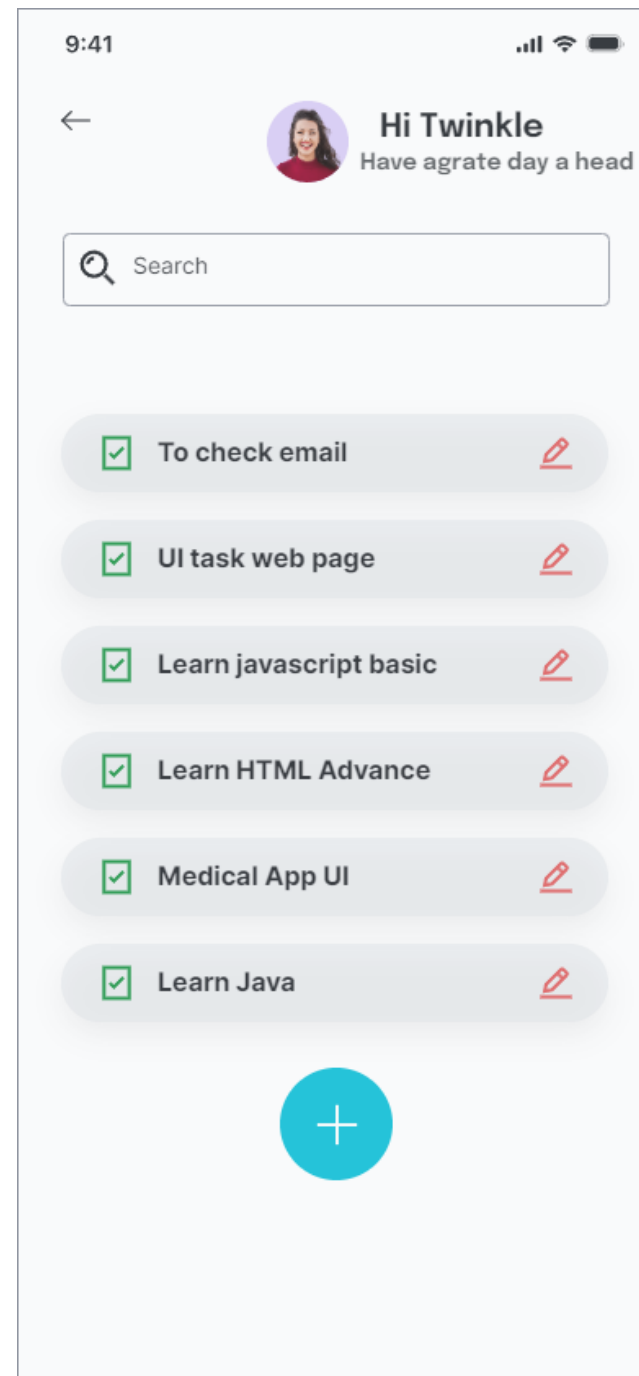 9:41
Hi Twinkle
Have agrate day a head
Search
To check email
UI task web page
Learn javascript basic
Learn HTML Advance
Medical App UI
Learn Java